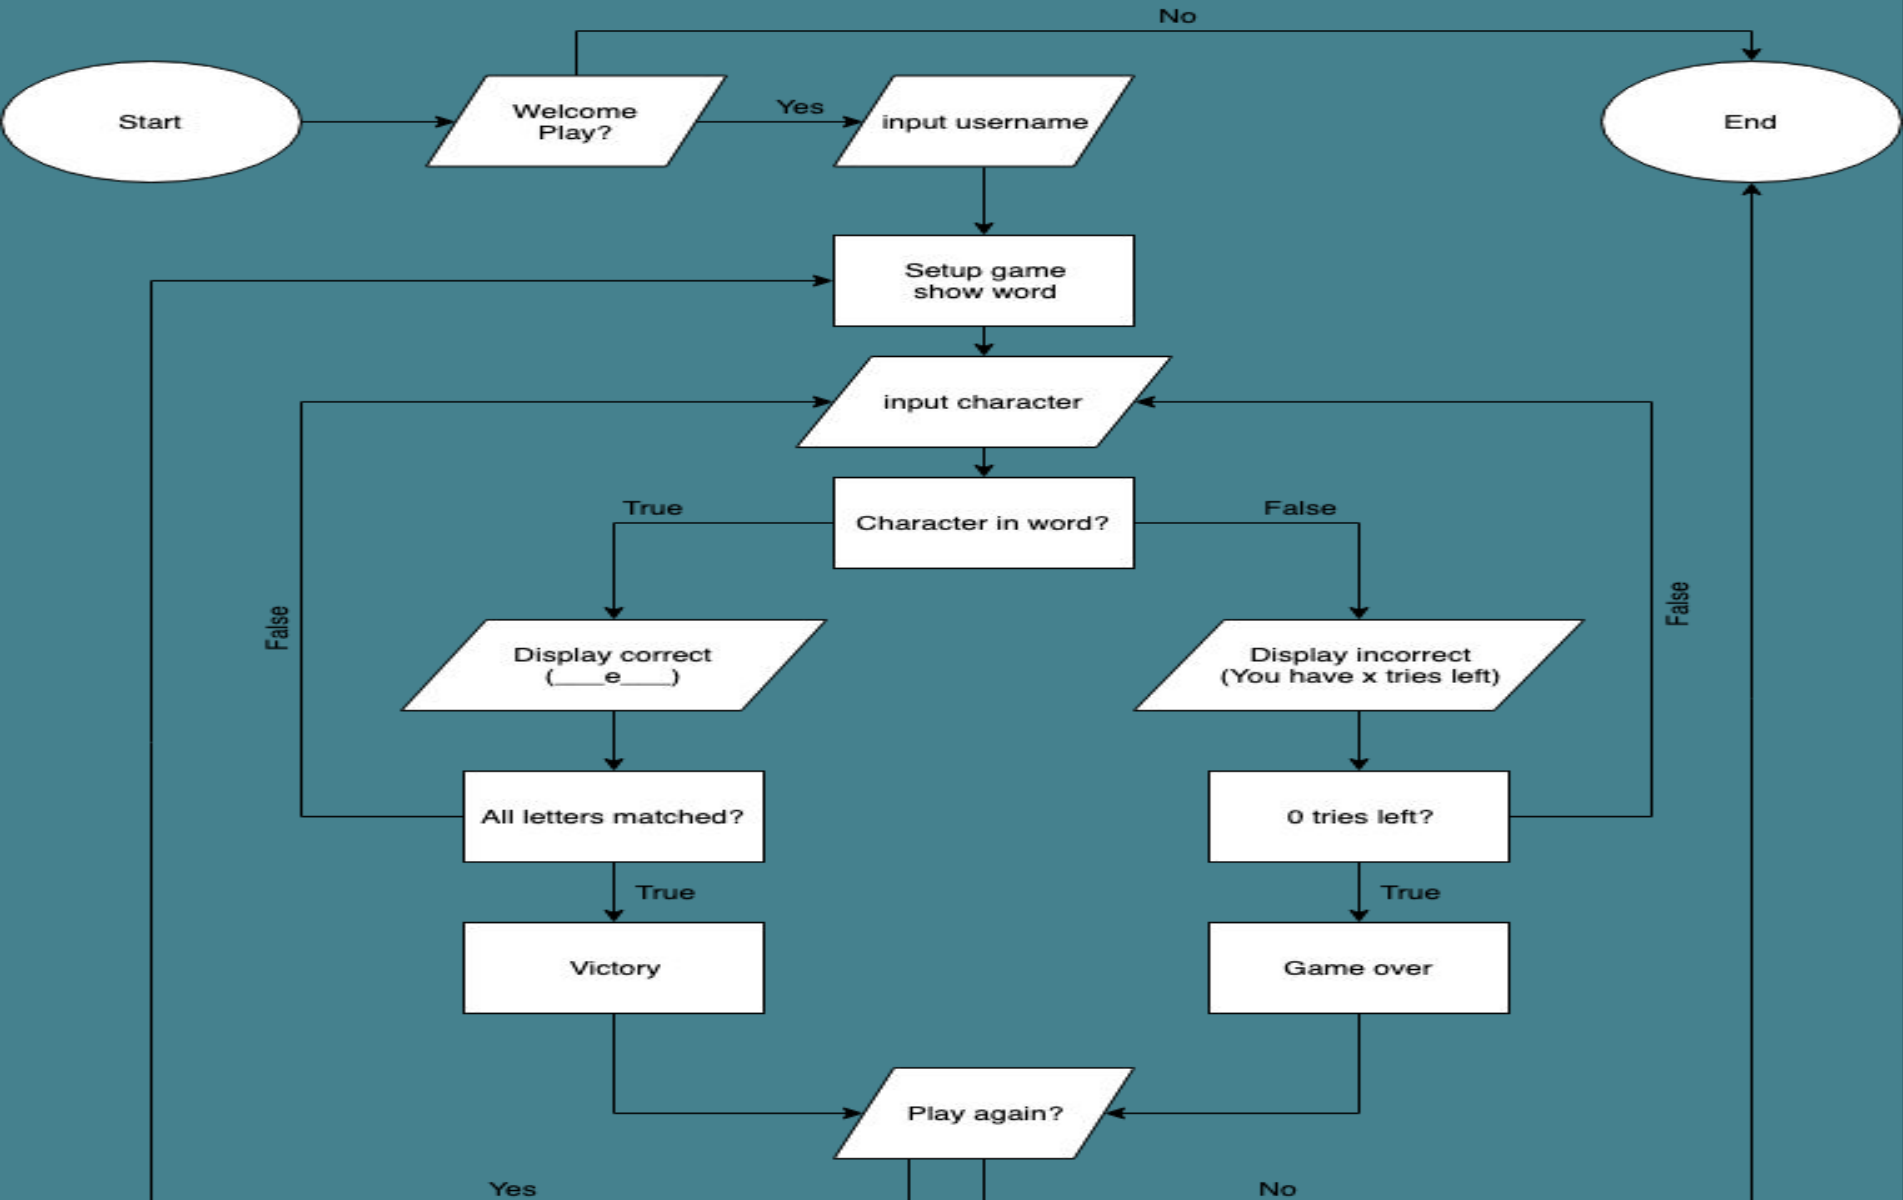 No
Start
Welcome
Play?
Yes
input username
End
Setup game
show word
input character
True
Character in word?
False
False
Display correct
(___e___)
Display incorrect
(You have x tries left)
False
All letters matched?
0 tries left?
True
True
Victory
Game over
Play again?
Yes
No